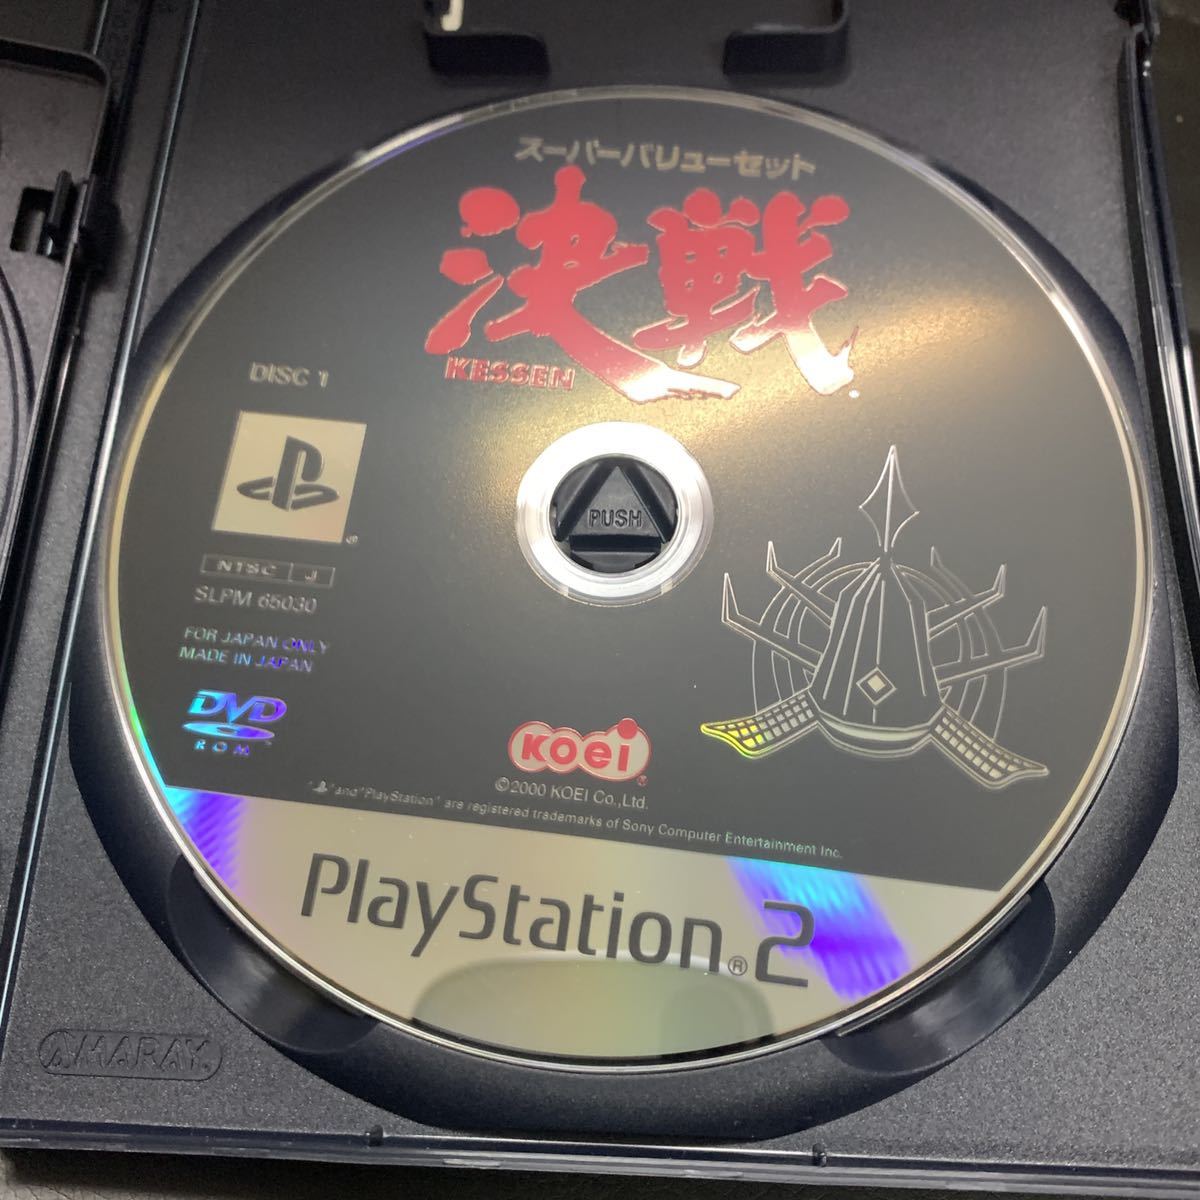 スーパーバリューセット
決戦
KESSEN
DISC 1
PUSH
NTSC J
SLPM 65030
FOR JAPAN ONLY
MADE IN JAPAN
DVD
ROM
KOEI
©2000 KOEI Co., Ltd.
" " and "PlayStation" are registered trademarks of Sony Computer Entertainment Inc.
PlayStation®2
AMARAY